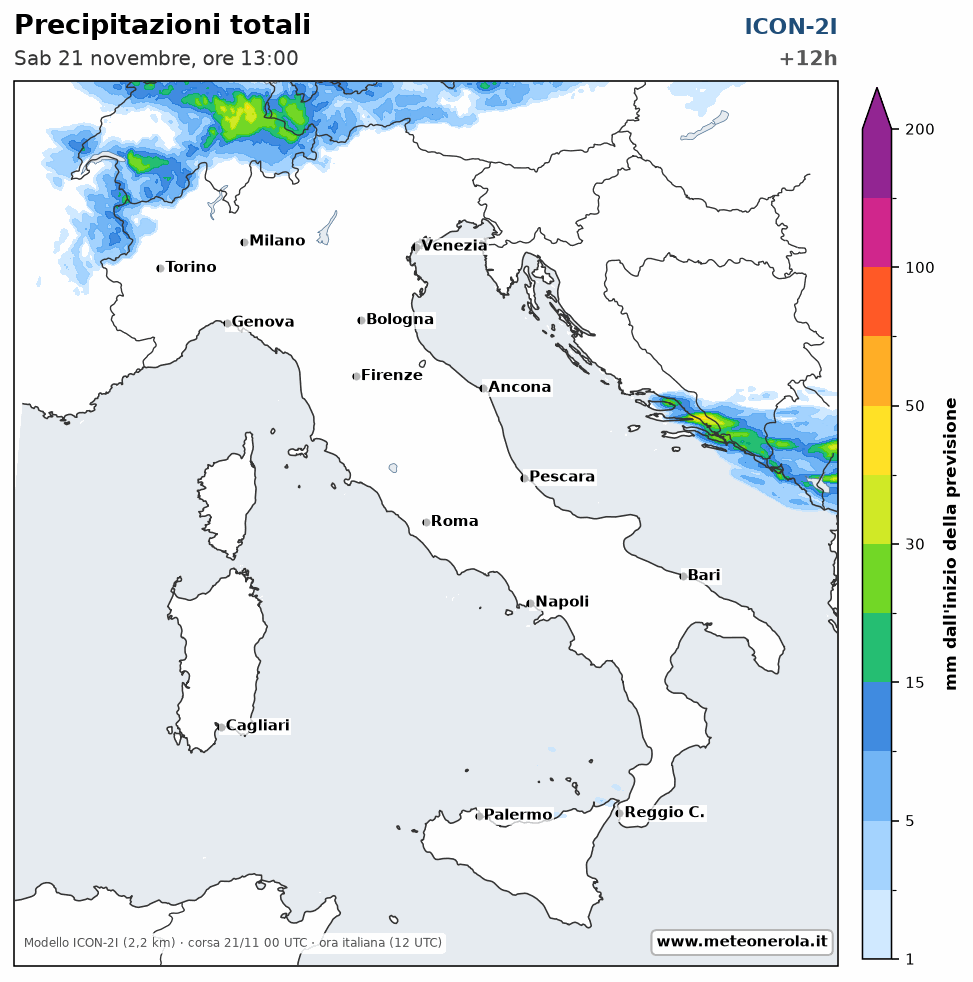 Precipitazioni totali
ICON-2I
Sab 21 novembre, ore 13:00
+12h
Milano
Venezia
Torino
Genova
Bologna
Firenze
Ancona
Pescara
Roma
Bari
Napoli
Cagliari
Palermo
Reggio C.
200
100
50
30
15
5
1
mm dall'inizio della previsione
Modello ICON-2I (2,2 km) · corsa 21/11 00 UTC · ora italiana (12 UTC)
www.meteonerola.it